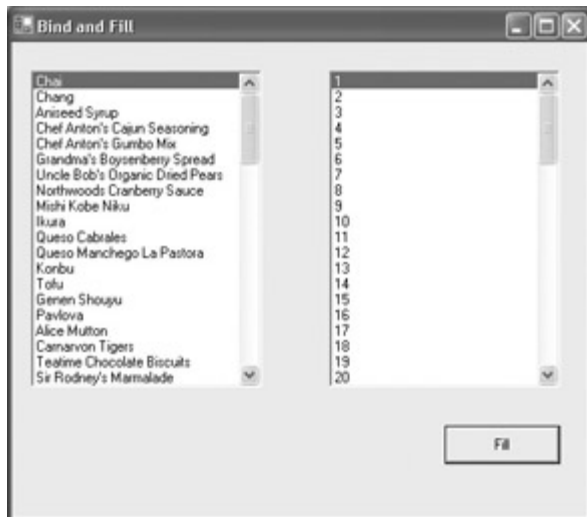 Bind and Fill
Chai
Chang
Aniseed Syrup
Chef Anton's Cajun Seasoning
Chef Anton's Gumbo Mix
Grandma's Boysenberry Spread
Uncle Bob's Organic Dried Pears
Northwoods Cranberry Sauce
Mishi Kobe Niku
Ikura
Queso Cabrales
Queso Manchego La Pastora
Konbu
Tofu
Genen Shouyu
Pavlova
Alice Mutton
Carnarvon Tigers
Teatime Chocolate Biscuits
Sir Rodney's Marmalade
1
2
3
4
5
6
7
8
9
10
11
12
13
14
15
16
17
18
19
20
Fill